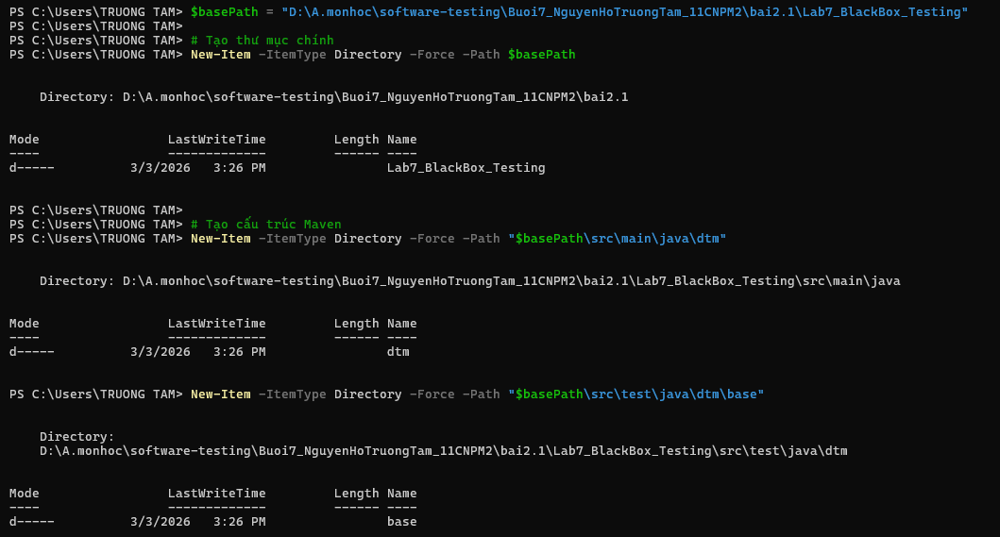 PS C:\Users\TRUONG TAM> $basePath = "D:\A.monhoc\software-testing\Buoi7_NguyenHoTruongTam_11CNPM2\bai2.1\Lab7_BlackBox_Testing"
PS C:\Users\TRUONG TAM>
PS C:\Users\TRUONG TAM> # Tạo thư mục chính
PS C:\Users\TRUONG TAM> New-Item -ItemType Directory -Force -Path $basePath
Directory: D:\A.monhoc\software-testing\Buoi7_NguyenHoTruongTam_11CNPM2\bai2.1
Mode LastWriteTime Length Name
---- ------------- ------ ----
d----- 3/3/2026 3:26 PM Lab7_BlackBox_Testing
PS C:\Users\TRUONG TAM>
PS C:\Users\TRUONG TAM> # Tạo cấu trúc Maven
PS C:\Users\TRUONG TAM> New-Item -ItemType Directory -Force -Path "$basePath\src\main\java\dtm"
Directory: D:\A.monhoc\software-testing\Buoi7_NguyenHoTruongTam_11CNPM2\bai2.1\Lab7_BlackBox_Testing\src\main\java
Mode LastWriteTime Length Name
---- ------------- ------ ----
d----- 3/3/2026 3:26 PM dtm
PS C:\Users\TRUONG TAM> New-Item -ItemType Directory -Force -Path "$basePath\src\test\java\dtm\base"
Directory:
D:\A.monhoc\software-testing\Buoi7_NguyenHoTruongTam_11CNPM2\bai2.1\Lab7_BlackBox_Testing\src\test\java\dtm
Mode LastWriteTime Length Name
---- ------------- ------ ----
d----- 3/3/2026 3:26 PM base